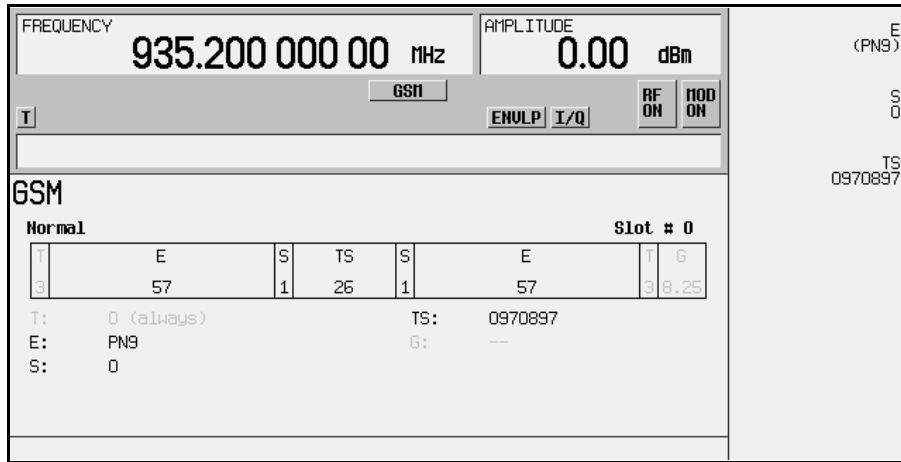 FREQUENCY
935.200 000 00 MHz
AMPLITUDE
0.00 dBm
GSM
T
ENVLP I/Q
RF ON
MOD ON
GSM
Normal Slot # 0
T E S TS S E T G
3 57 1 26 1 57 3 8.25
T: 0 (always) TS: 0970897
E: PN9 G: --
S: 0
E
(PN9)
S
0
TS
0970897